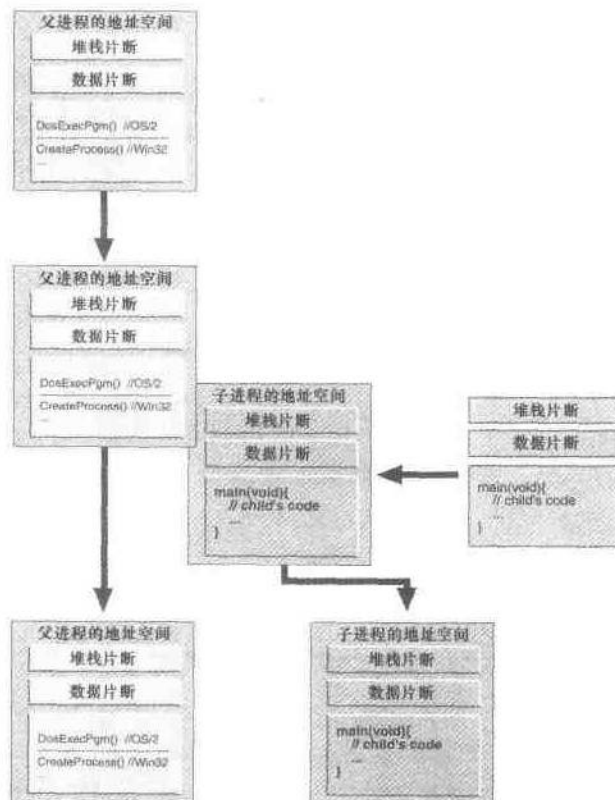 父进程的地址空间
堆栈片断
数据片断
DosExecPgm() //OS/2
CreateProcess() //Win32
...
父进程的地址空间
堆栈片断
数据片断
DosExecPgm() //OS/2
CreateProcess() //Win32
...
子进程的地址空间
堆栈片断
数据片断
main(void){
// child's code
...
}
堆栈片断
数据片断
main(void){
// child's code
...
}
父进程的地址空间
堆栈片断
数据片断
DosExecPgm() //OS/2
CreateProcess() //Win32
...
子进程的地址空间
堆栈片断
数据片断
main(void){
// child's code
...
}